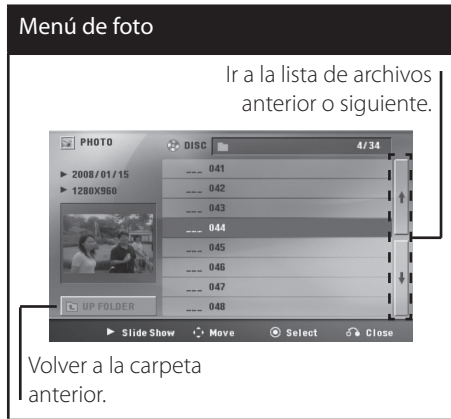 Menú de foto
Ir a la lista de archivos
anterior o siguiente.
PHOTO
DISC
4/34
► 2008/01/15
► 1280X960
___ 041
___ 042
___ 043
___ 044
___ 045
___ 046
___ 047
___ 048
UP FOLDER
► Slide Show Move Select Close
Volver a la carpeta
anterior.